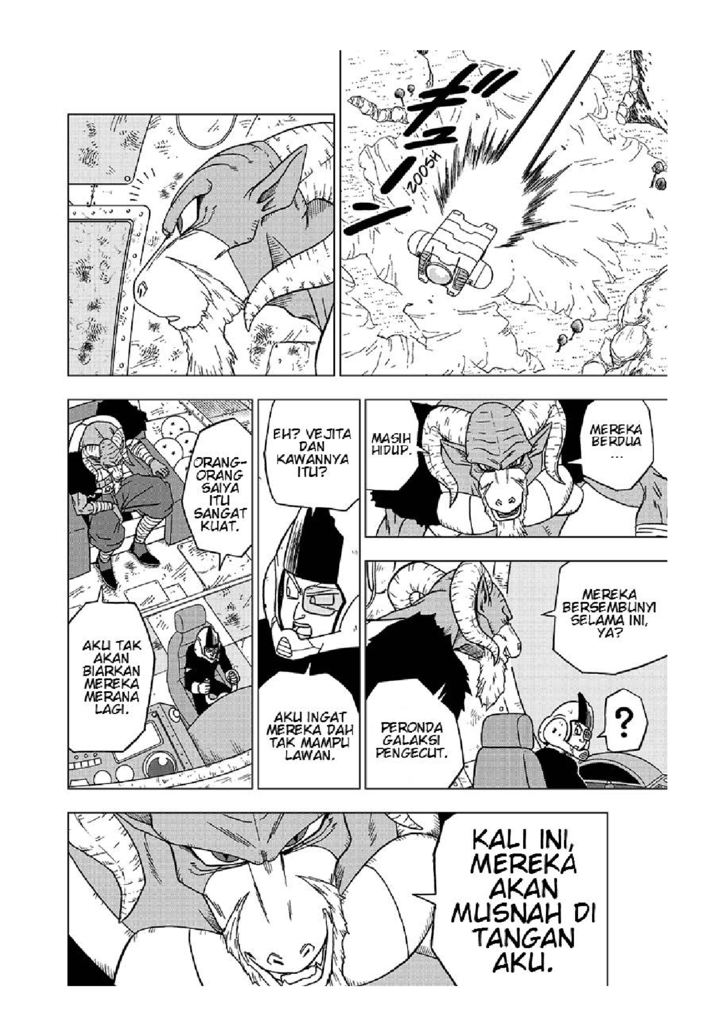 ギューン
ZOOSH
MEREKA
BERDUA
...
MASIH
HIDUP.
MEREKA
BERSEMBUNYI
SELAMA INI,
YA?
?
PERONDA
GALAKSI
PENGECUT.
EH? VEJITA
DAN
KAWANNYA
ITU?
AKU INGAT
MEREKA DAH
TAK MAMPU
LAWAN.
ORANG-
ORANG
SAIYA
ITU
SANGAT
KUAT.
AKU TAK
AKAN
BIARKAN
MEREKA
MERANA
LAGI.
KALI INI,
MEREKA
AKAN
MUSNAH DI
TANGAN
AKU.